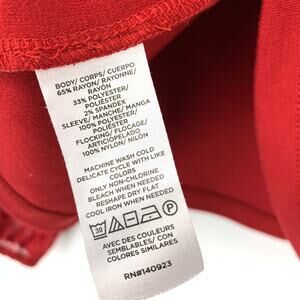 BODY/ CORPS/ CUERPO
65% RAYON/ RAYONNE/
RAYÓN
33% POLYESTER/
POLIÉSTER
2% SPANDEX
SLEEVE/ MANCHE/ MANGA
100% POLYESTER/
POLIÉSTER
FLOCKING/ FLOCAGE/
ARTICIOPELADO
100% NYLON/ NILÓN
MACHINE WASH COLD
DELICATE CYCLE WITH LIKE
COLORS
ONLY NON-CHLORINE
BLEACH WHEN NEEDED
RESHAPE DRY FLAT
COOL IRON WHEN NEEDED
30
P
AVEC DES COULEURS
SEMBLABLES/ CON
COLORES SIMILARES
RN#140923